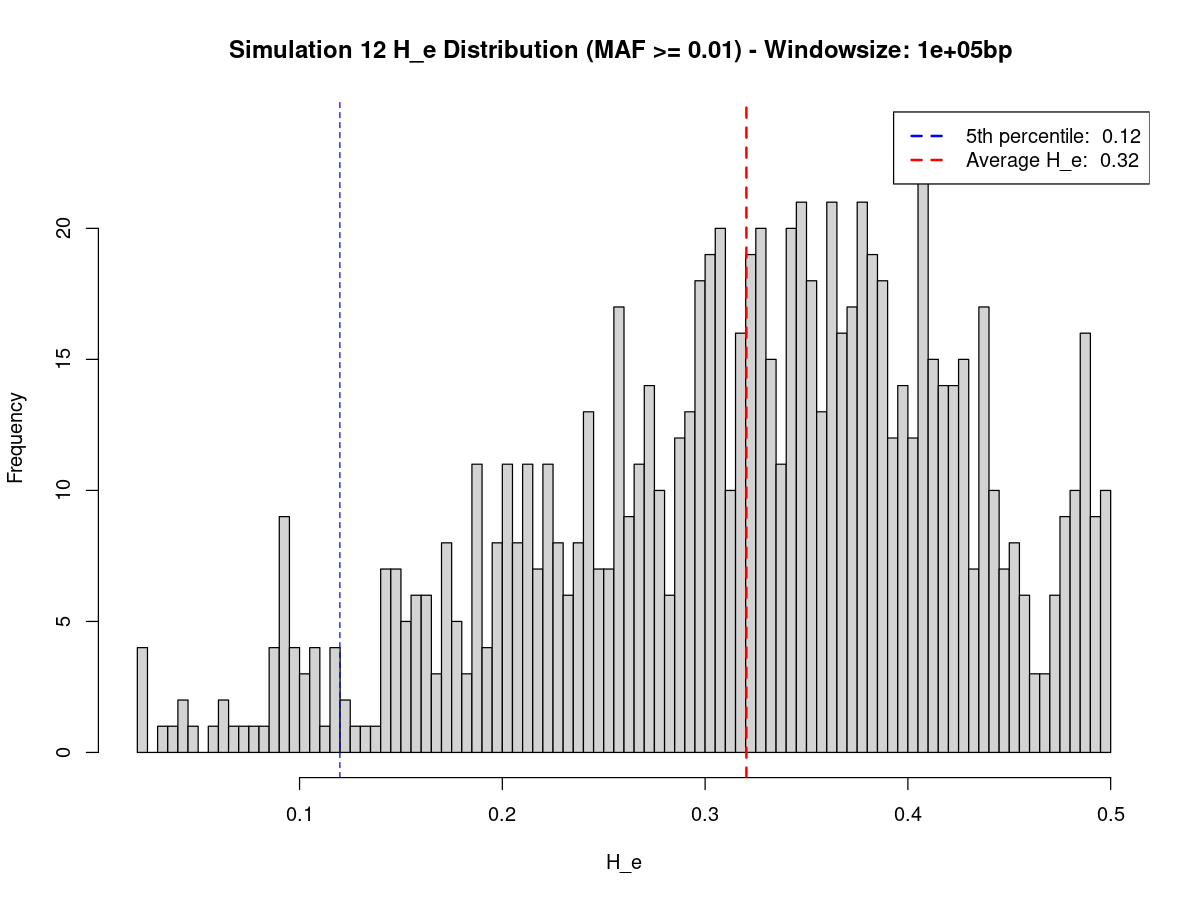 Simulation 12 H_e Distribution (MAF >= 0.01) - Windowsize: 1e+05bp
5th percentile:  0.12
Average H_e:  0.32
Frequency
20
15
10
5
0
0.1 0.2 0.3 0.4 0.5
H_e